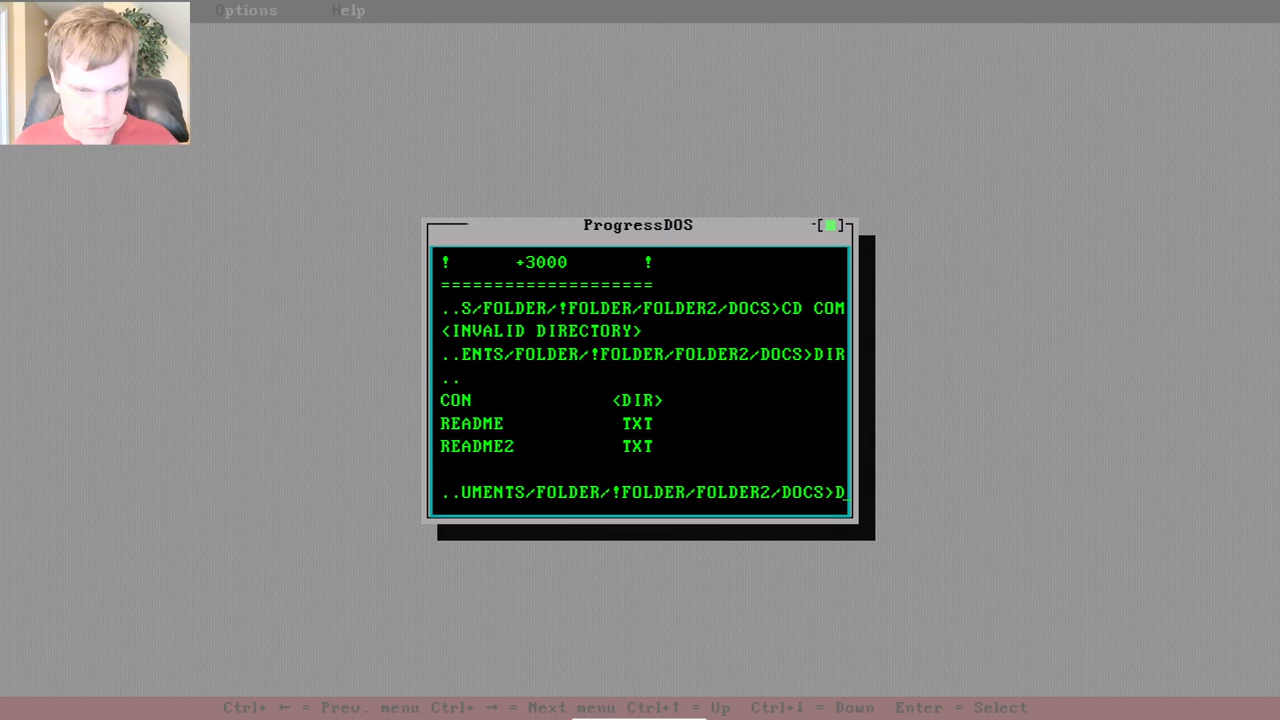 Options Help
ProgressDOS
! +3000 !
====================
..S/FOLDER/!FOLDER/FOLDER2/DOCS>CD COM
<INVALID DIRECTORY>
..ENTS/FOLDER/!FOLDER/FOLDER2/DOCS>DIR
..
CON <DIR>
README TXT
README2 TXT
..UMENTS/FOLDER/!FOLDER/FOLDER2/DOCS>D_
Ctrl+ ← = Prev. menu Ctrl+ → = Next menu Ctrl+↑ = Up Ctrl+↓ = Down Enter = Select